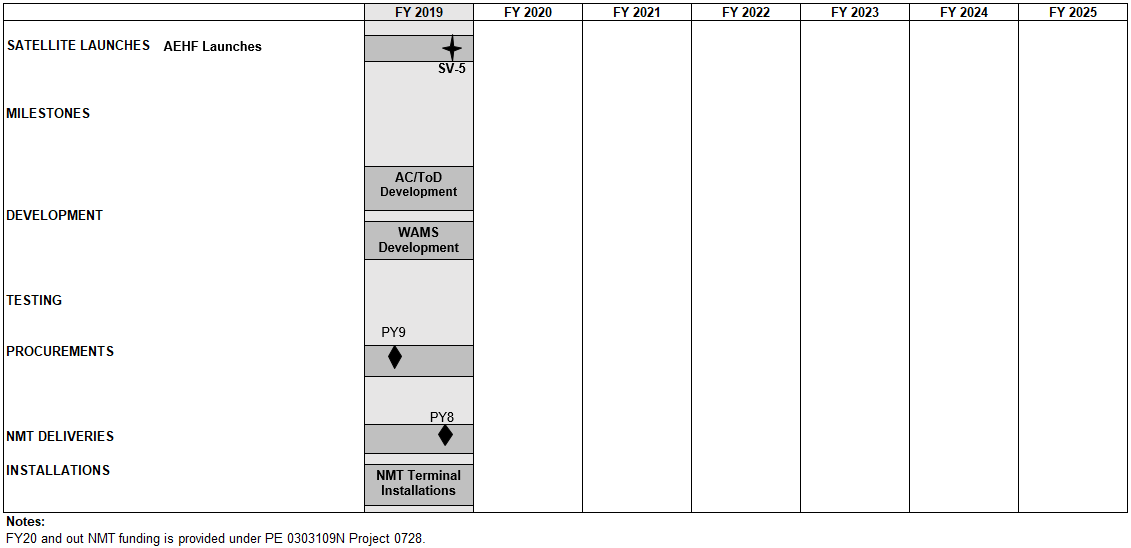 FY 2019 FY 2020 FY 2021 FY 2022 FY 2023 FY 2024 FY 2025
SATELLITE LAUNCHES AEHF Launches
SV-5
MILESTONES
AC/ToD
Development
DEVELOPMENT
WAMS
Development
TESTING
PY9
PROCUREMENTS
PY8
NMT DELIVERIES
INSTALLATIONS
NMT Terminal
Installations
Notes:
FY20 and out NMT funding is provided under PE 0303109N Project 0728.